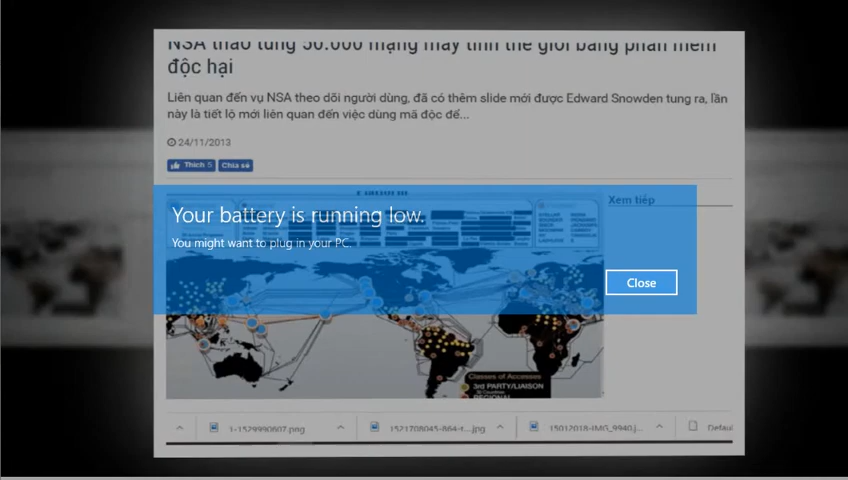 NSA thao túng 50.000 mạng máy tính thế giới bằng phần mềm
độc hại
Liên quan đến vụ NSA theo dõi người dùng, đã có thêm slide mới được Edward Snowden tung ra, lần
này là tiết lộ mới liên quan đến việc dùng mã độc để...
24/11/2013
Thích 5 Chia sẻ
Xem tiếp
Your battery is running low.
You might want to plug in your PC.
Close
Classes of Accesses
3rd PARTY/LIAISON
REGIONAL
1-1529990807.png
1521708045-864-t....jpg
15012018-IMG_9940.j...
Defaul